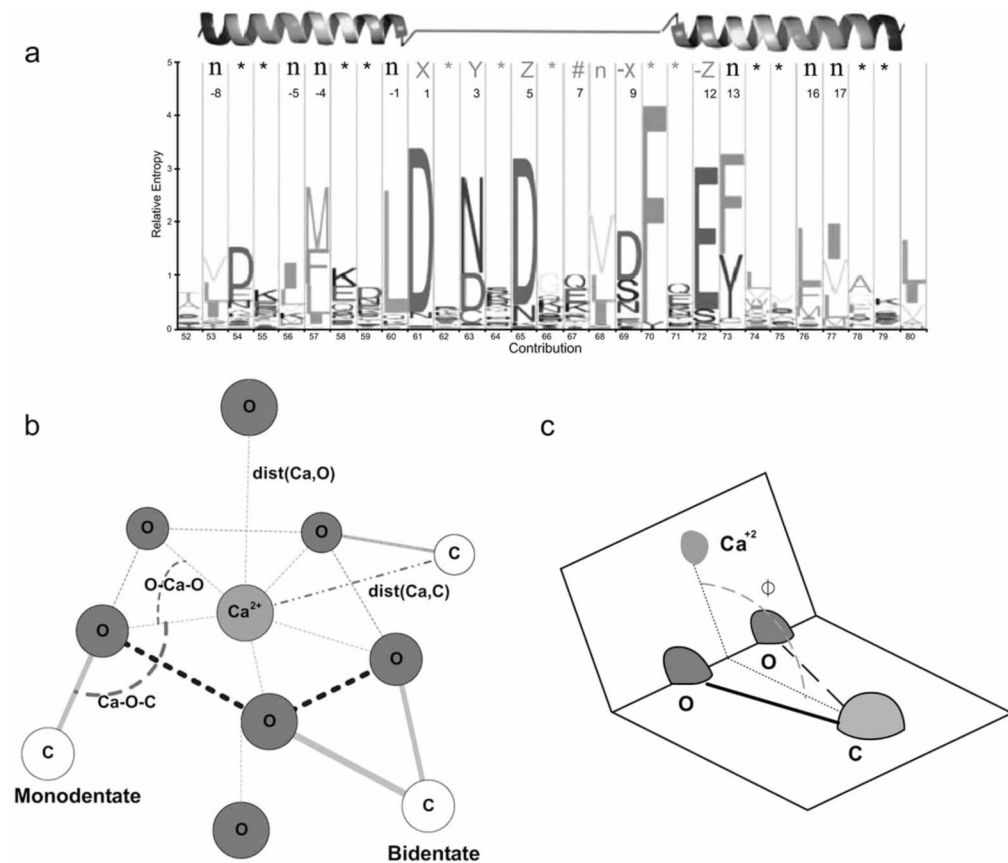 a
n * * n n * * n X * Y * Z * # n -X * * -Z n * * n n * *
-8 -5 -4 -1 1 3 5 7 9 12 13 16 17
5
4
3
2
1
0
Relative Entropy
52 53 54 55 56 57 58 59 60 61 62 63 64 65 66 67 68 69 70 71 72 73 74 75 76 77 78 79 80
Contribution
b
O
dist(Ca,O)
O
O
C
O-Ca-O
dist(Ca,C)
Ca2+
O
O
Ca-O-C
O
C
Monodentate
C
O
Bidentate
c
Ca+2
Φ
O
O
C